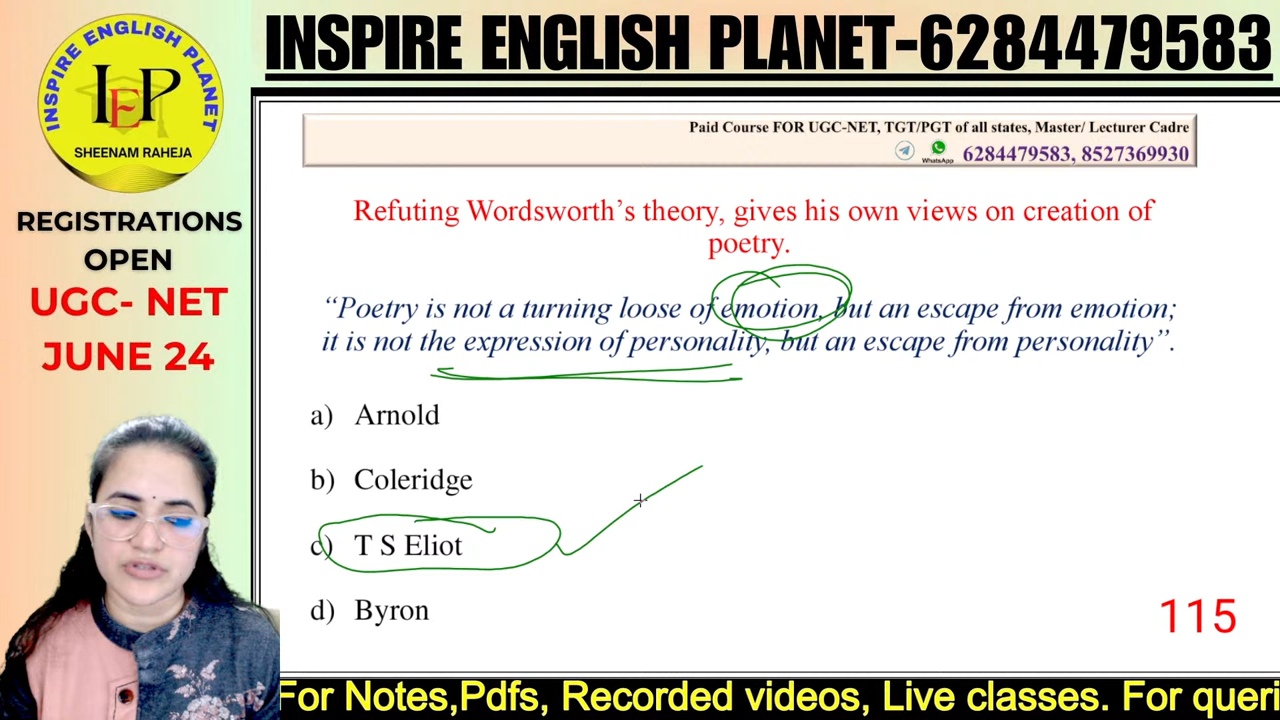 INSPIRE ENGLISH PLANET
IEP
SHEENAM RAHEJA
INSPIRE ENGLISH PLANET-6284479583
REGISTRATIONS
OPEN
UGC- NET
JUNE 24
Paid Course FOR UGC-NET, TGT/PGT of all states, Master/ Lecturer Cadre
WhatsApp 6284479583, 8527369930
Refuting Wordsworth’s theory, gives his own views on creation of
poetry.
“Poetry is not a turning loose of emotion, but an escape from emotion;
it is not the expression of personality, but an escape from personality”.
a) Arnold
b) Coleridge
c) T S Eliot
d) Byron
115
For Notes,Pdfs, Recorded videos, Live classes. For queri